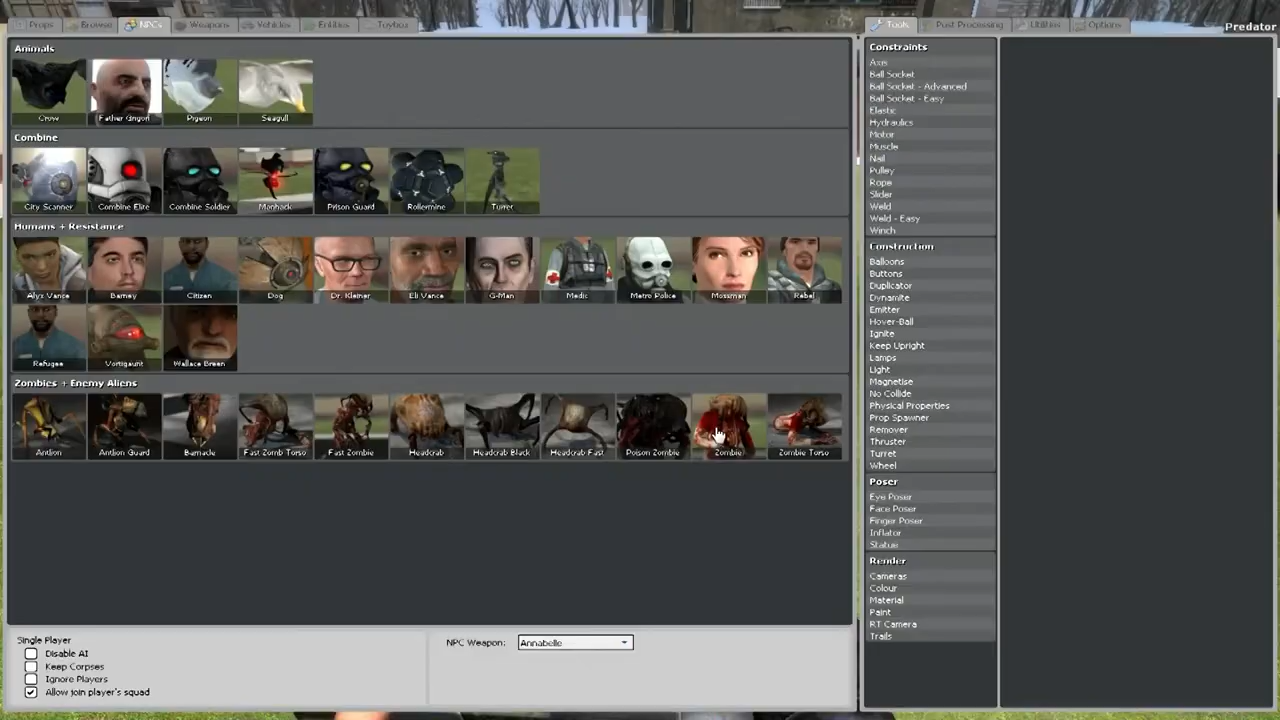 Props Browse NPCs Weapons Vehicles Entities Toybox
Tools Post Processing Utilities Options
Predator
Animals
Crow Father Grigori Pigeon Seagull
Combine
City Scanner Combine Elite Combine Soldier Manhack Prison Guard Rollermine Turret
Humans + Resistance
Alyx Vance Barney Citizen Dog Dr. Kleiner Eli Vance G-Man Medic Metro Police Mossman Rebel
Refugee Vortigaunt Wallace Breen
Zombies + Enemy Aliens
Antlion Antlion Guard Barnacle Fast Zomb Torso Fast Zombie Headcrab Headcrab Black Headcrab Fast Poison Zombie Zombie Zombie Torso
Single Player
Disable AI
Keep Corpses
Ignore Players
Allow join player's squad
NPC Weapon: Annabelle
Constraints
Axis
Ball Socket
Ball Socket - Advanced
Ball Socket - Easy
Elastic
Hydraulics
Motor
Muscle
Nail
Pulley
Rope
Slider
Weld
Weld - Easy
Winch
Construction
Balloons
Buttons
Duplicator
Dynamite
Emitter
Hover-Ball
Ignite
Keep Upright
Lamps
Light
Magnetise
No Collide
Physical Properties
Prop Spawner
Remover
Thruster
Turret
Wheel
Poser
Eye Poser
Face Poser
Finger Poser
Inflator
Statue
Render
Cameras
Colour
Material
Paint
RT Camera
Trails